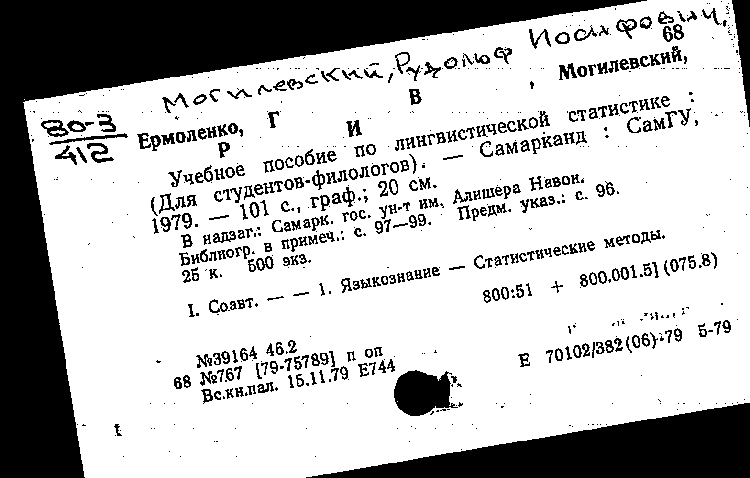 Могилевский, Рудольф Иосифович,
68
80-3
412
Ермоленко, Г В , Могилевский,
Р И
Учебное пособие по лингвистической статистике :
(Для студентов-филологов). — Самарканд : СамГУ,
1979. — 101 с., граф.; 20 см.
В надзаг.: Самарк. гос. ун-т им. Алишера Навои.
Библиогр. в примеч.: с. 97—99. Предм. указ.: с. 96.
25 к. 500 экз.
I. Соавт. — — 1. Языкознание — Статистические методы.
800:51 + 800.001.5] (075.8)
№39164 46.2
68 №767 [79-75789] п оп
Вс.кн.пал. 15.11.79 Е744
Е 70102/382(06)-79 5-79